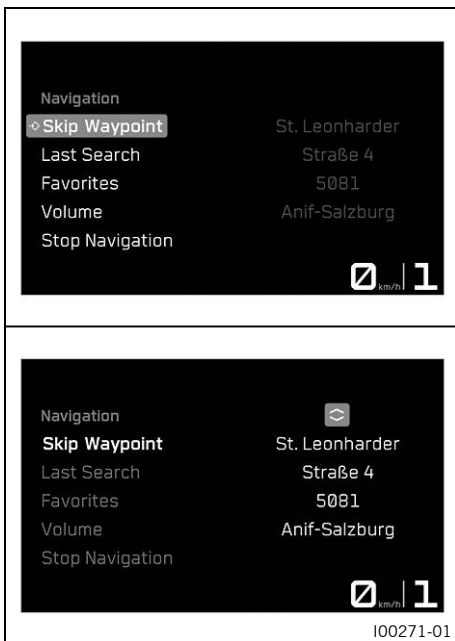 Navigation
Skip Waypoint St. Leonharder
Last Search Straße 4
Favorites 5081
Volume Anif-Salzburg
Stop Navigation
0 km/h 1
Navigation
Skip Waypoint St. Leonharder
Last Search Straße 4
Favorites 5081
Volume Anif-Salzburg
Stop Navigation
0 km/h 1
I00271-01